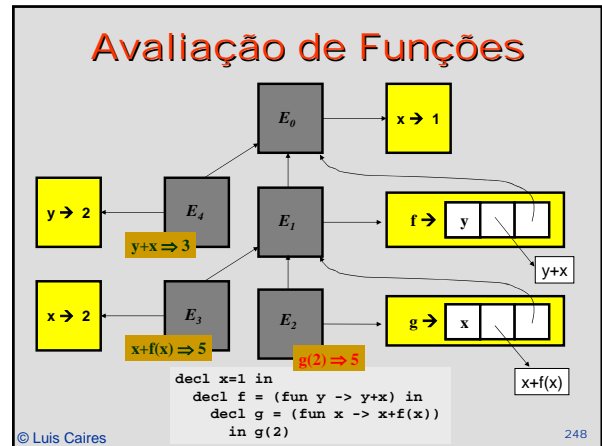 Avaliação de Funções
E0
x → 1
y → 2
E4
E1
f → y
y+x ⇒ 3
y+x
x → 2
E3
E2
g → x
x+f(x) ⇒ 5
g(2) ⇒ 5
x+f(x)
decl x=1 in
decl f = (fun y -> y+x) in
decl g = (fun x -> x+f(x))
in g(2)
© Luis Caires
248